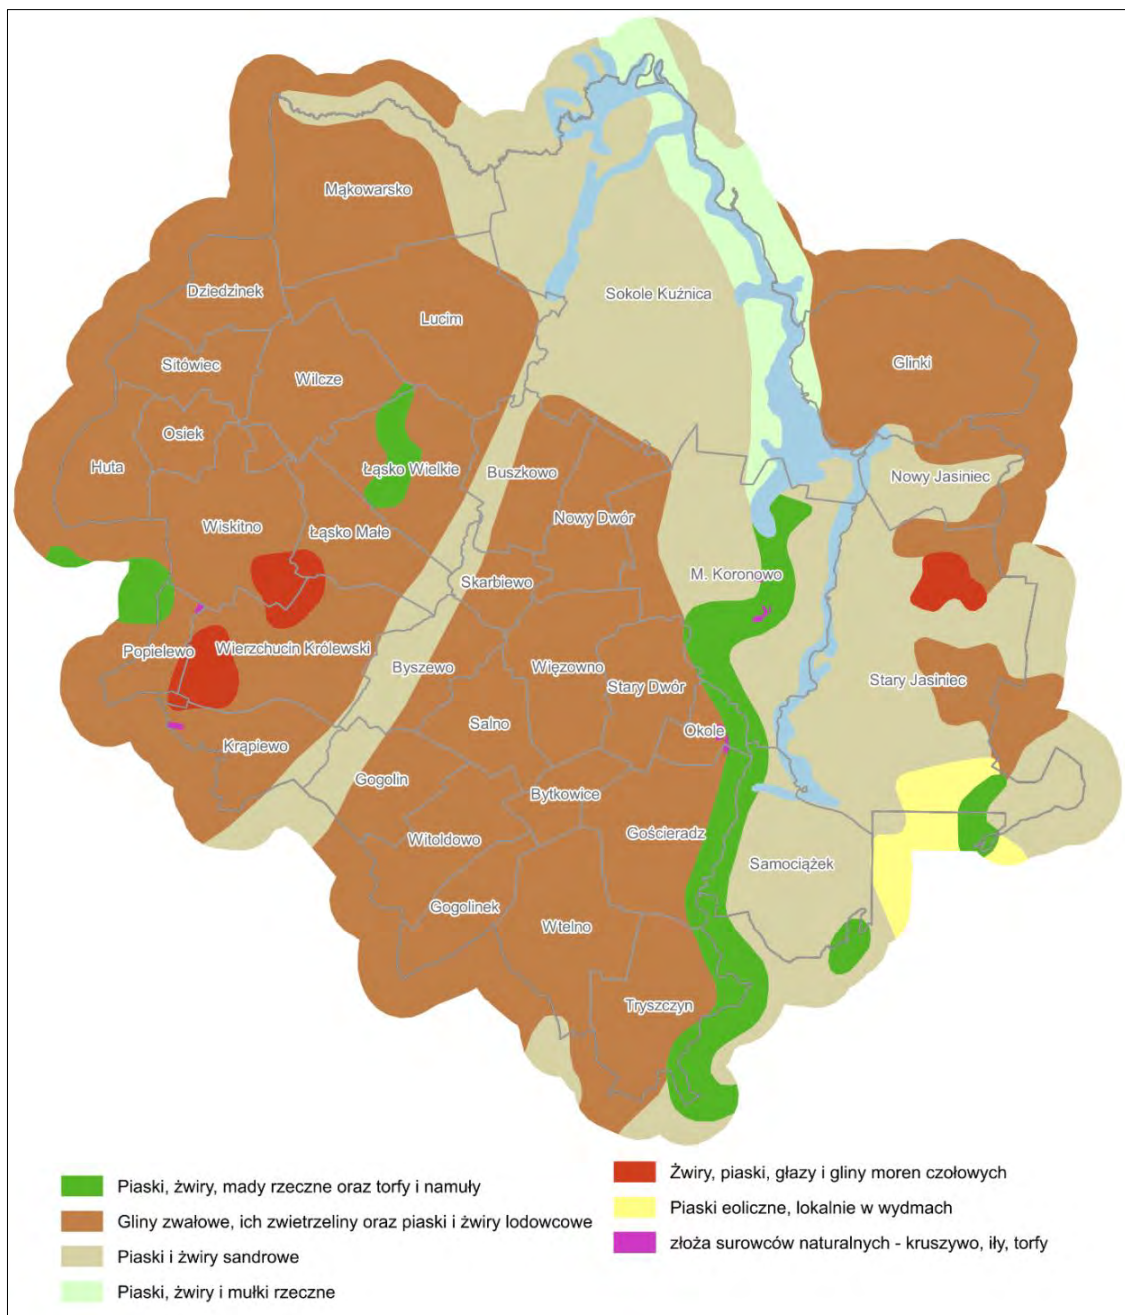 Mąkowarsko
Dziedzinek
Sokole Kuźnica
Lucim
Sitówiec
Glinki
Wilcze
Osiek
Huta
Łąsko Wielkie
Buszkowo
Nowy Jasiniec
Nowy Dwór
Wiskitno
Łąsko Małe
M. Koronowo
Skarbiewo
Popielewo
Wierzchucin Królewski
Byszewo
Więzowno
Stary Dwór
Stary Jasiniec
Salno
Okole
Krąpiewo
Gogolin
Bytkowice
Witoldowo
Gościeradz
Samociążek
Gogolinek
Wtelno
Tryszczyn
Piaski, żwiry, mady rzeczne oraz torfy i namuły
Gliny zwałowe, ich zwietrzeliny oraz piaski i żwiry lodowcowe
Piaski i żwiry sandrowe
Piaski, żwiry i mułki rzeczne
Żwiry, piaski, głazy i gliny moren czołowych
Piaski eoliczne, lokalnie w wydmach
złoża surowców naturalnych - kruszywo, iły, torfy